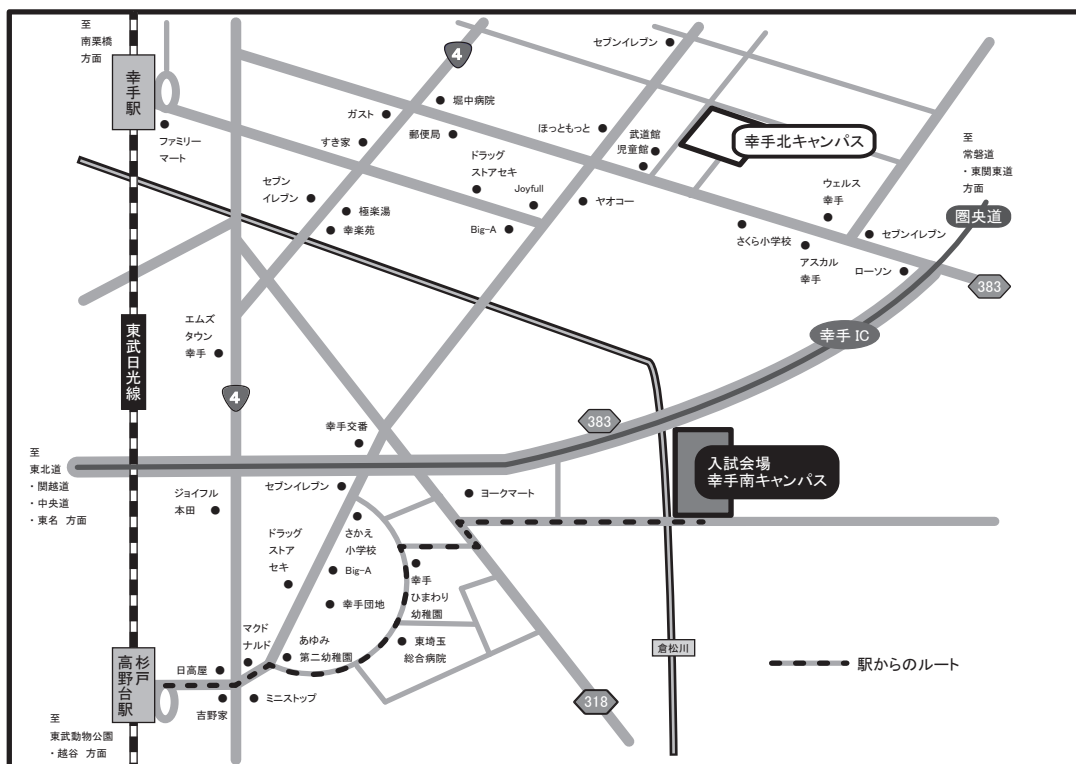 至
南栗橋
方面
幸手駅
ファミリー
マート
4
堀中病院
ガスト
すき家
郵便局
セブンイレブン
ほっともっと
武道館
児童館
幸手北キャンパス
至
常磐道
・東関東道
方面
ドラッグ
ストアセキ
Joyfull
Big-A
ヤオコー
セブン
イレブン
極楽湯
幸楽苑
ウェルス
幸手
圏央道
さくら小学校
アスカル
幸手
セブンイレブン
ローソン
383
エムズ
タウン
幸手
東武日光線
幸手 IC
4
383
幸手交番
至
東北道
・関越道
・中央道
・東名 方面
ジョイフル
本田
セブンイレブン
ヨークマート
入試会場
幸手南キャンパス
ドラッグ
ストア
セキ
さかえ
小学校
Big-A
幸手
ひまわり
幼稚園
幸手団地
マクド
ナルド
あゆみ
第二幼稚園
東埼玉
総合病院
倉松川
駅からのルート
杉戸
高野台駅
日高屋
吉野家
ミニストップ
318
至
東武動物公園
・越谷 方面